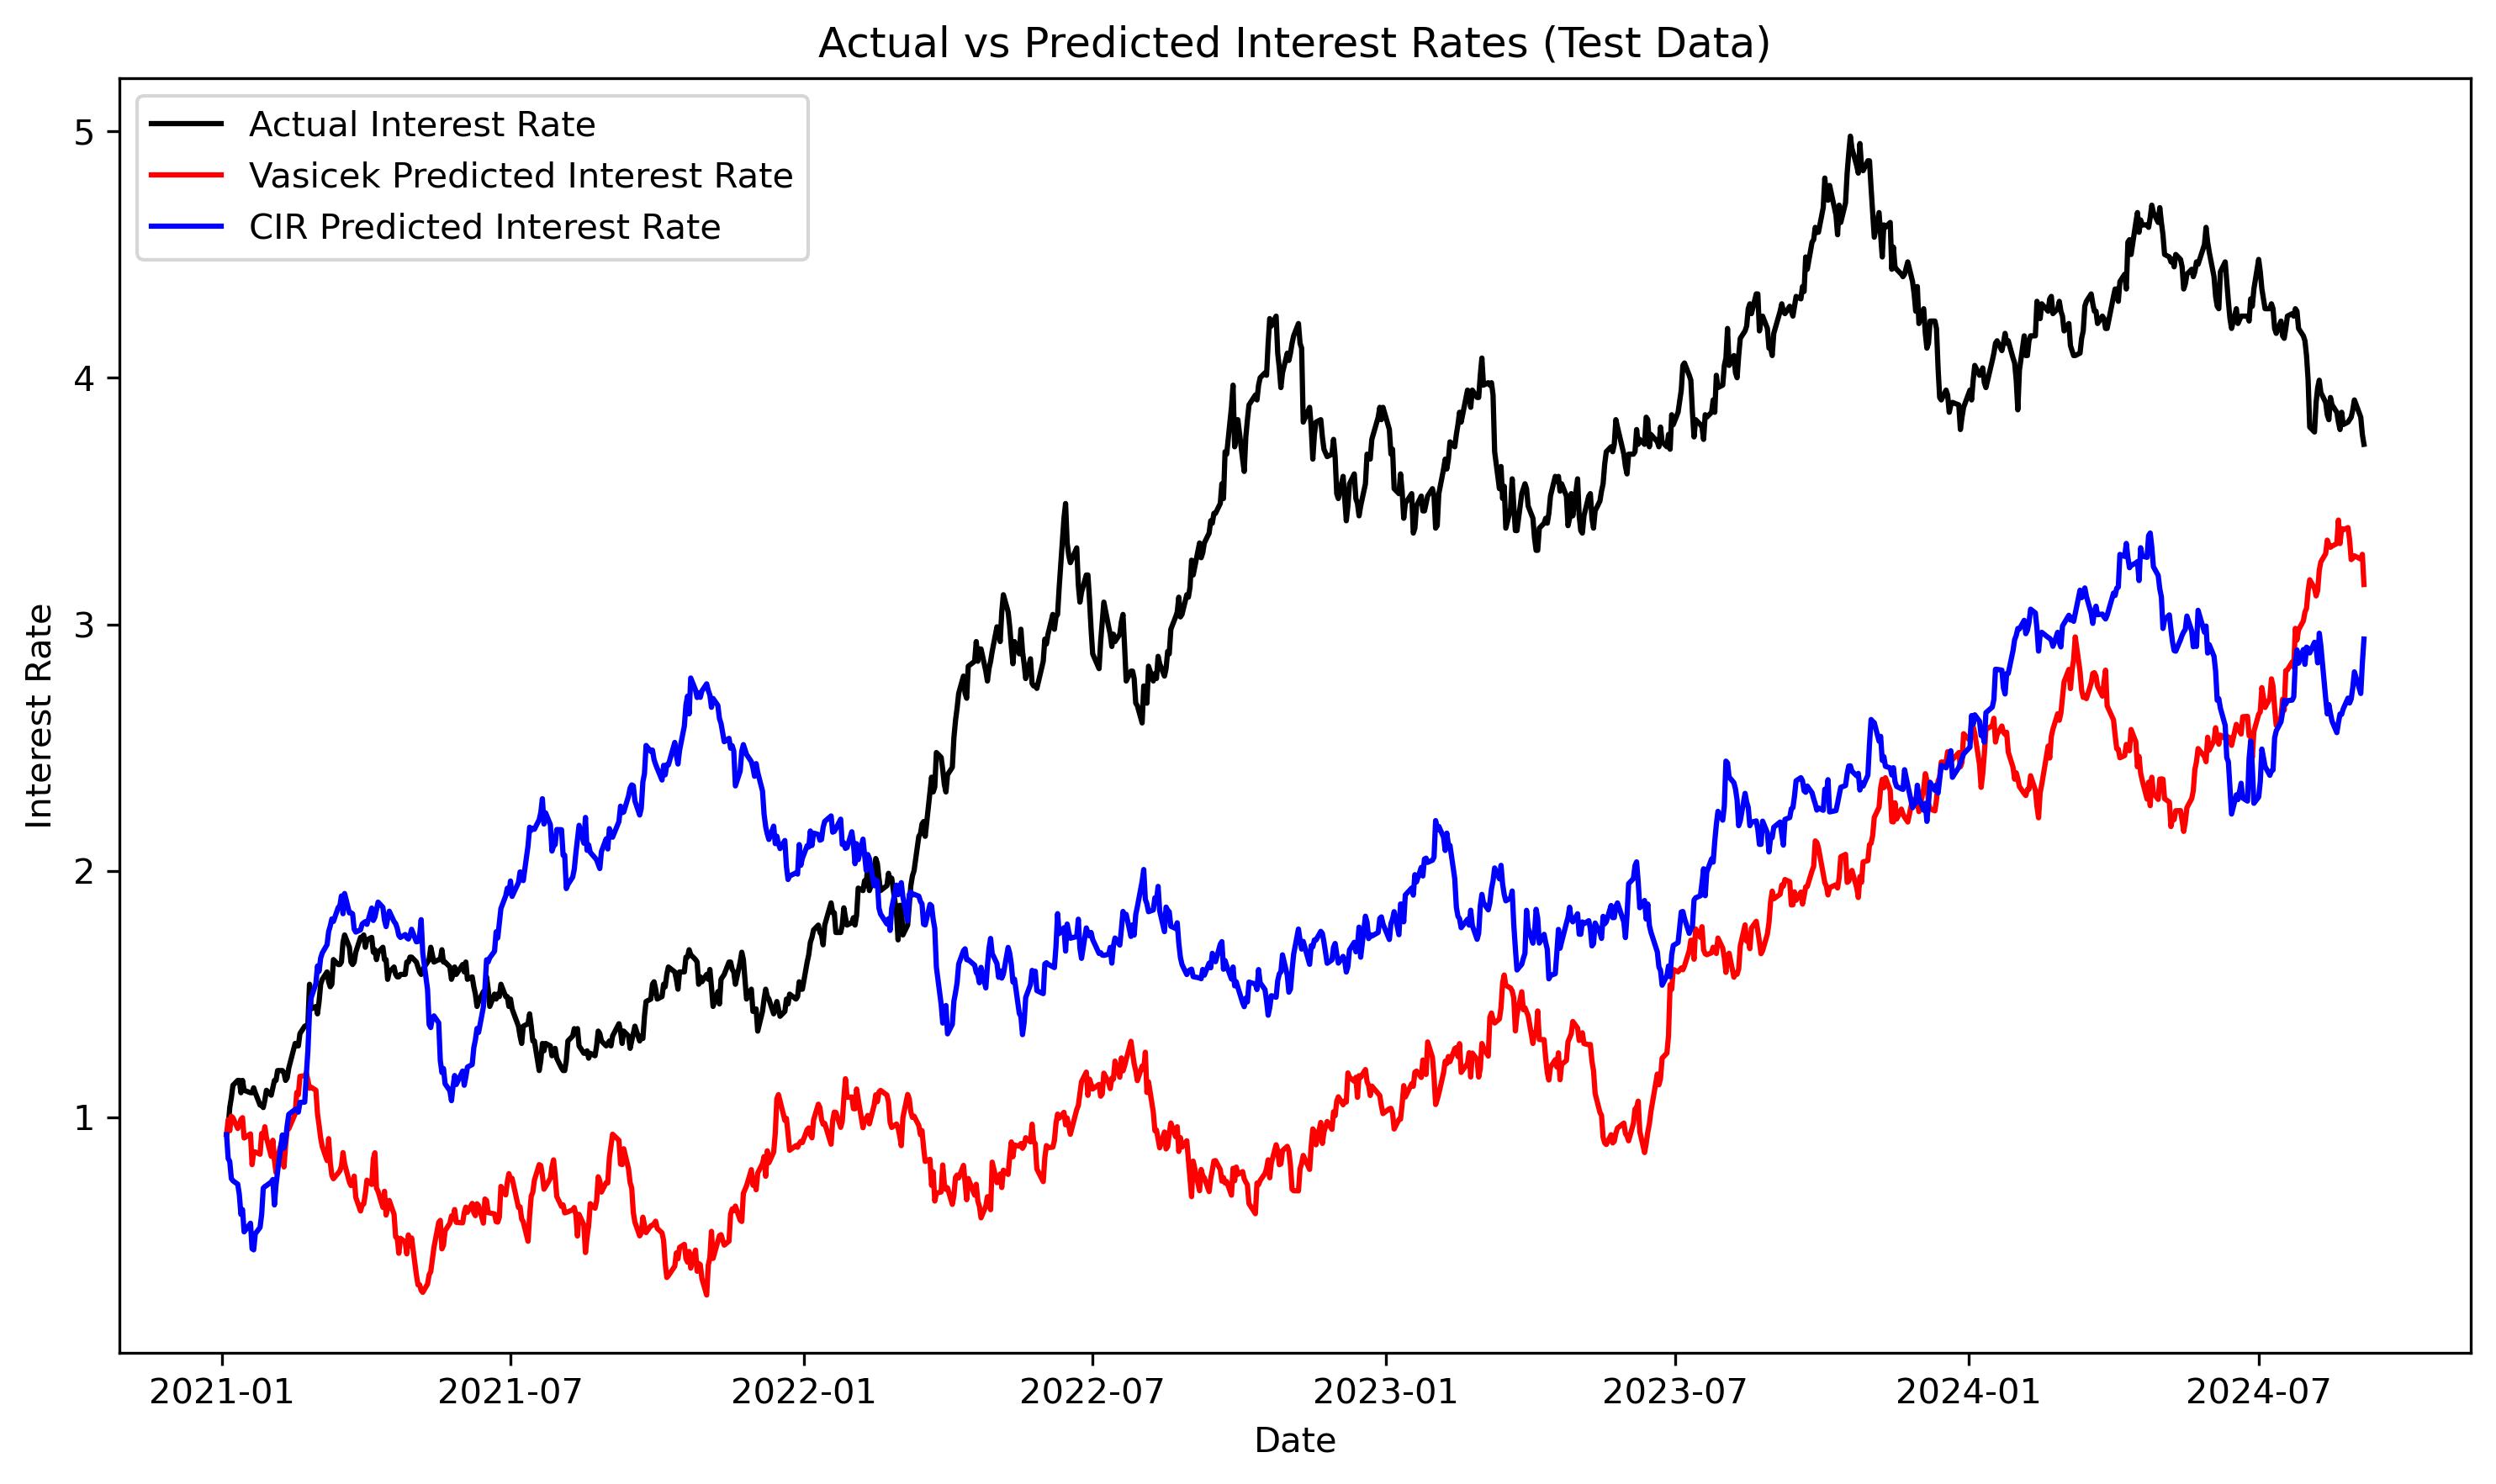 Actual vs Predicted Interest Rates (Test Data)
Actual Interest Rate
Vasicek Predicted Interest Rate
CIR Predicted Interest Rate
Interest Rate
5
4
3
2
1
2021-01
2021-07
2022-01
2022-07
2023-01
2023-07
2024-01
2024-07
Date